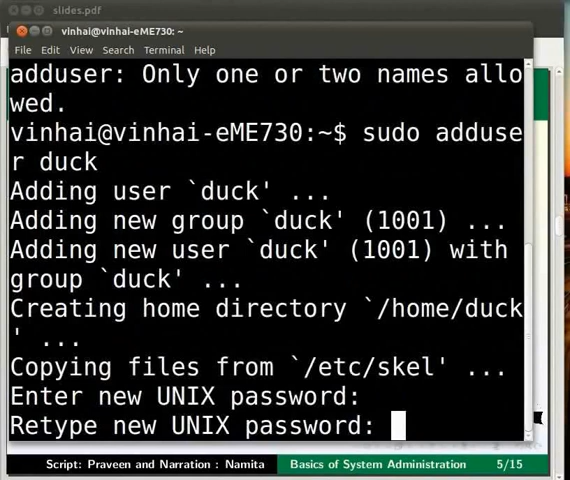 slides.pdf
vinhai@vinhai-eME730: ~
File Edit View Search Terminal Help
adduser: Only one or two names allo
wed.
vinhai@vinhai-eME730:~$ sudo adduse
r duck
Adding user `duck' ...
Adding new group `duck' (1001) ...
Adding new user `duck' (1001) with
group `duck' ...
Creating home directory `/home/duck
' ...
Copying files from `/etc/skel' ...
Enter new UNIX password:
Retype new UNIX password:
Script: Praveen and Narration : Namita Basics of System Administration 5/15